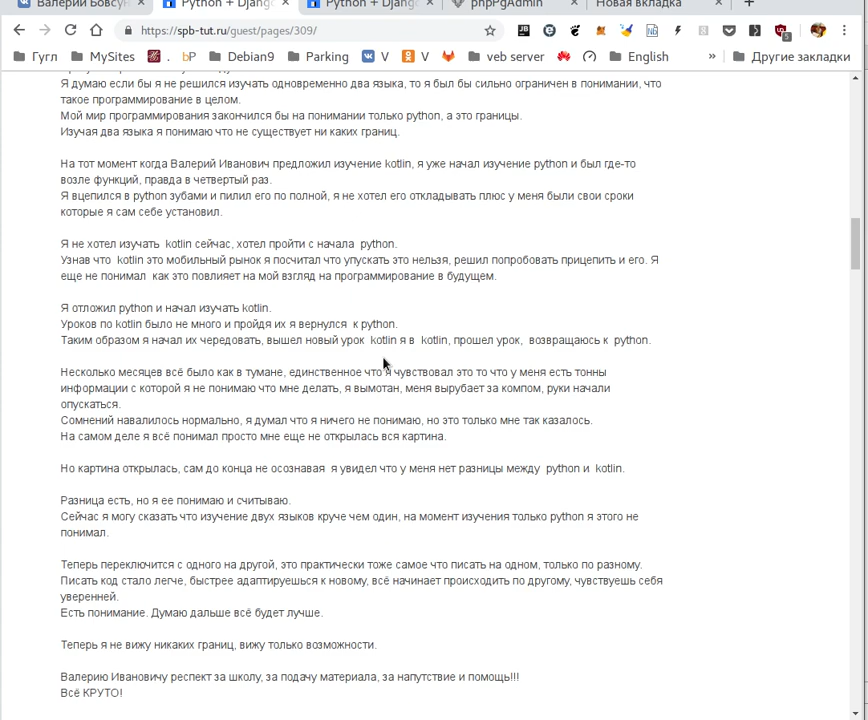 Валерий Бовсун
Python + Djang
Python + Djang
phpPgAdmin
Новая вкладка
https://spb-tut.ru/guest/pages/309/
Гугл MySites . bP Debian9 Parking V V veb server English » Другие закладки
Я думаю если бы я не решился изучать одновременно два языка, то я был бы сильно ограничен в понимании, что
такое программирование в целом.
Мой мир программирования закончился бы на понимании только python, а это границы.
Изучая два языка я понимаю что не существует ни каких границ.
На тот момент когда Валерий Иванович предложил изучение kotlin, я уже начал изучение python и был где-то
возле функций, правда в четвертый раз.
Я вцепился в python зубами и пилил его по полной, я не хотел его откладывать плюс у меня были свои сроки
которые я сам себе установил.
Я не хотел изучать kotlin сейчас, хотел пройти с начала python.
Узнав что kotlin это мобильный рынок я посчитал что упускать это нельзя, решил попробовать прицепить и его. Я
еще не понимал как это повлияет на мой взгляд на программирование в будущем.
Я отложил python и начал изучать kotlin.
Уроков по kotlin было не много и пройдя их я вернулся к python.
Таким образом я начал их чередовать, вышел новый урок kotlin я в kotlin, прошел урок, возвращаюсь к python.
Несколько месяцев всё было как в тумане, единственное что я чувствовал это то что у меня есть тонны
информации с которой я не понимаю что мне делать, я вымотан, меня вырубает за компом, руки начали
опускаться.
Сомнений навалилось нормально, я думал что я ничего не понимаю, но это только мне так казалось.
На самом деле я всё понимал просто мне еще не открылась вся картина.
Но картина открылась, сам до конца не осознавая я увидел что у меня нет разницы между python и kotlin.
Разница есть, но я ее понимаю и считываю.
Сейчас я могу сказать что изучение двух языков круче чем один, на момент изучения только python я этого не
понимал.
Теперь переключится с одного на другой, это практически тоже самое что писать на одном, только по разному.
Писать код стало легче, быстрее адаптируешься к новому, всё начинает происходить по другому, чувствуешь себя
уверенней.
Есть понимание. Думаю дальше всё будет лучше.
Теперь я не вижу никаких границ, вижу только возможности.
Валерию Ивановичу респект за школу, за подачу материала, за напутствие и помощь!!!
Всё КРУТО!